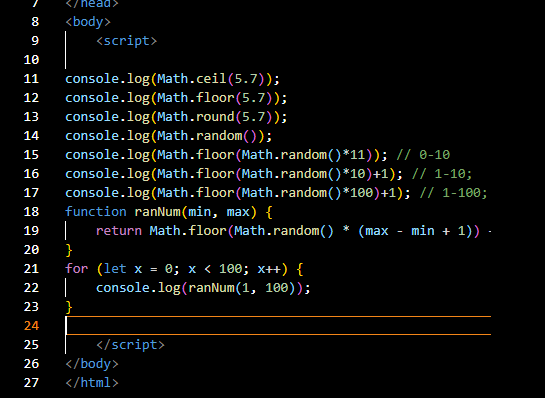 7 </head>
8 <body>
9 <script>
10
11 console.log(Math.ceil(5.7));
12 console.log(Math.floor(5.7));
13 console.log(Math.round(5.7));
14 console.log(Math.random());
15 console.log(Math.floor(Math.random()*11)); // 0-10
16 console.log(Math.floor(Math.random()*10)+1); // 1-10;
17 console.log(Math.floor(Math.random()*100)+1); // 1-100;
18 function ranNum(min, max) {
19 return Math.floor(Math.random() * (max - min + 1))
20 }
21 for (let x = 0; x < 100; x++) {
22 console.log(ranNum(1, 100));
23 }
24
25 </script>
26 </body>
27 </html>